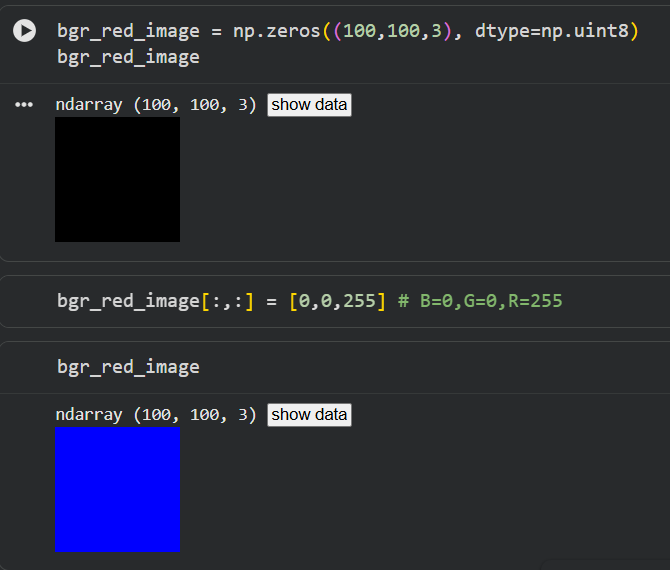 bgr_red_image = np.zeros((100,100,3), dtype=np.uint8)
bgr_red_image
ndarray (100, 100, 3) show data
bgr_red_image[:,:] = [0,0,255] # B=0,G=0,R=255
bgr_red_image
ndarray (100, 100, 3) show data